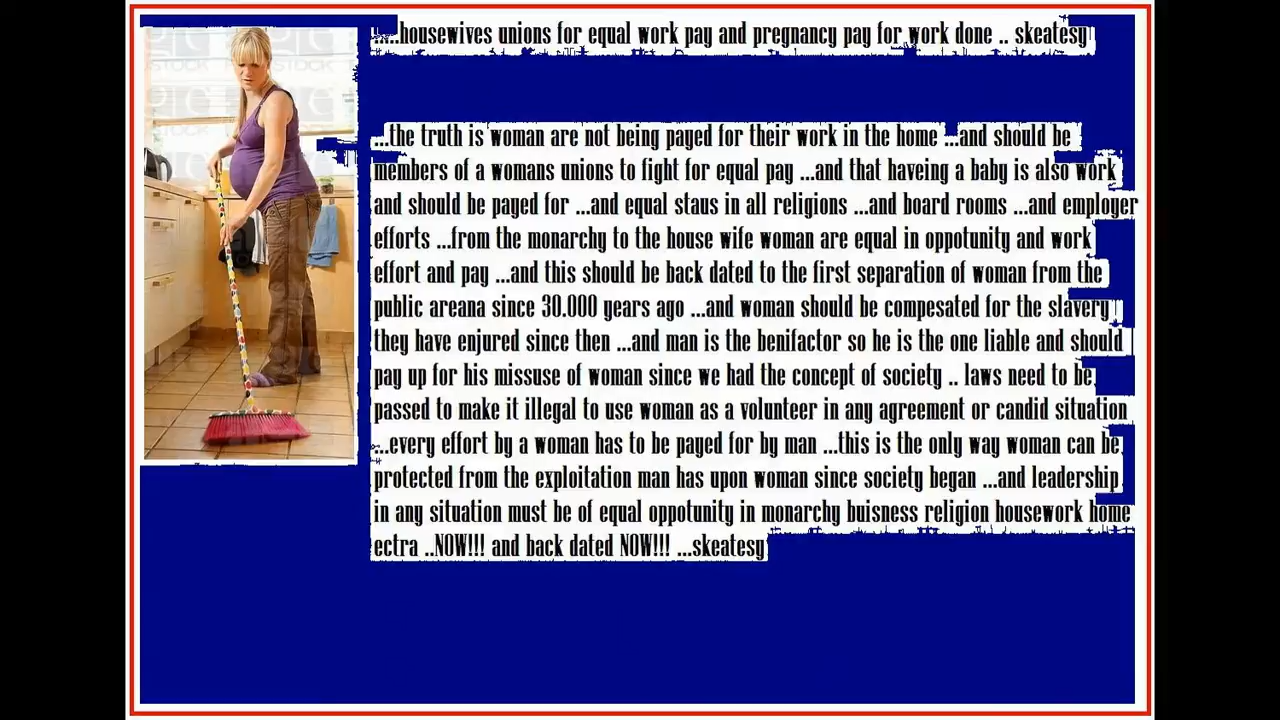 .....housewives unions for equal work pay and pregnancy pay for work done .. skeatesy
...the truth is woman are not being payed for their work in the home ...and should be
members of a womans unions to fight for equal pay ...and that haveing a baby is also work
and should be payed for ...and equal staus in all religions ...and board rooms ...and employer
efforts ...from the monarchy to the house wife woman are equal in oppotunity and work
effort and pay ...and this should be back dated to the first separation of woman from the
public areana since 30.000 years ago ...and woman should be compesated for the slavery
they have enjured since then ...and man is the benifactor so he is the one liable and should
pay up for his missuse of woman since we had the concept of society .. laws need to be
passed to make it illegal to use woman as a volunteer in any agreement or candid situation
...every effort by a woman has to be payed for by man ...this is the only way woman can be
protected from the exploitation man has upon woman since society began ...and leadership
in any situation must be of equal oppotunity in monarchy buisness religion housework home
ectra ..NOW!!! and back dated NOW!!! ...skeatesy